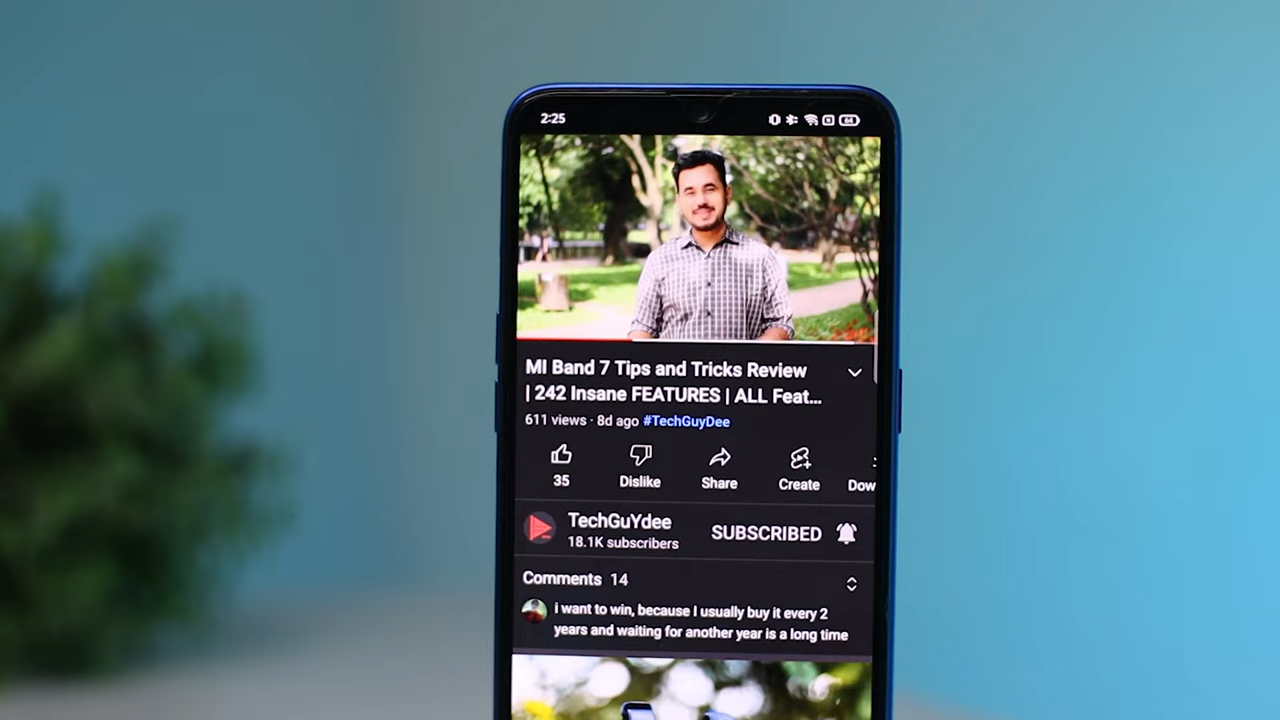 2:25
64
MI Band 7 Tips and Tricks Review
| 242 Insane FEATURES | ALL Feat...
611 views · 8d ago #TechGuyDee
35
Dislike
Share
Create
Dow
TechGuYdee
SUBSCRIBED
18.1K subscribers
Comments 14
i want to win, because I usually buy it every 2
years and waiting for another year is a long time